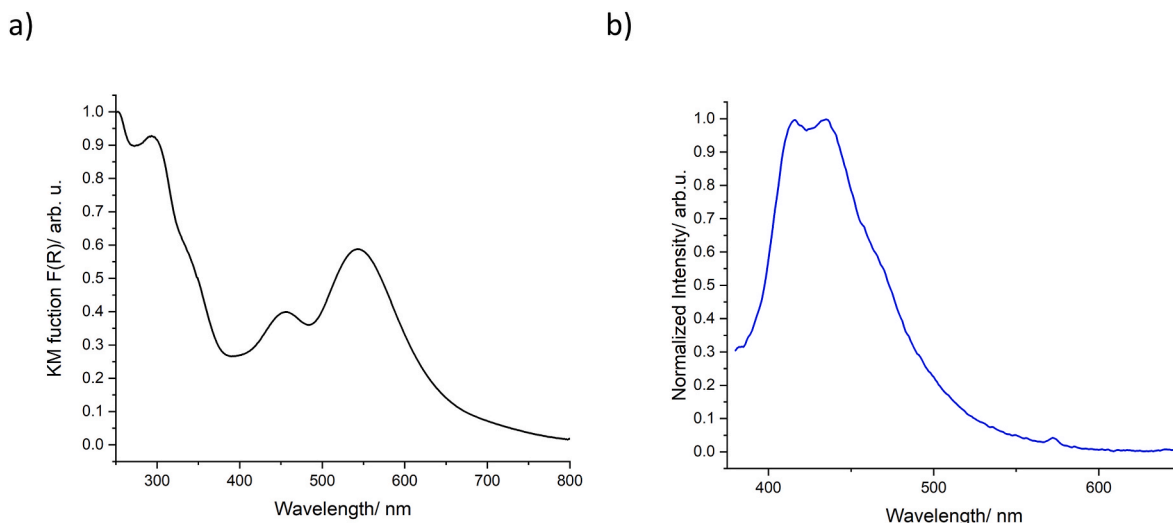 a)
b)
1.0
0.9
0.8
0.7
0.6
0.5
0.4
0.3
0.2
0.1
0.0
KM fuction F(R)/ arb. u.
300 400 500 600 700 800
Wavelength/ nm
1.0
0.9
0.8
0.7
0.6
0.5
0.4
0.3
0.2
0.1
0.0
Normalized Intensity/ arb.u.
400 500 600
Wavelength/ nm